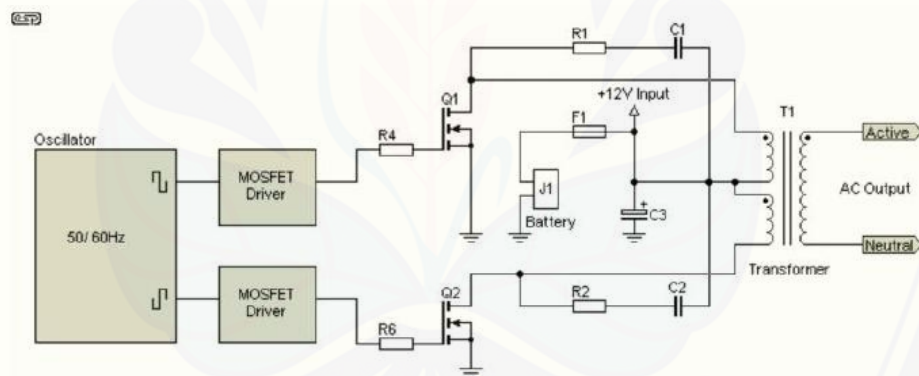 esp
R1
C1
Q1
+12V Input
T1
Oscillator
R4
F1
Active
MOSFET
Driver
J1
AC Output
50/ 60Hz
Battery
+
C3
Neutral
MOSFET
Driver
Q2
R2
C2
Transformer
R6